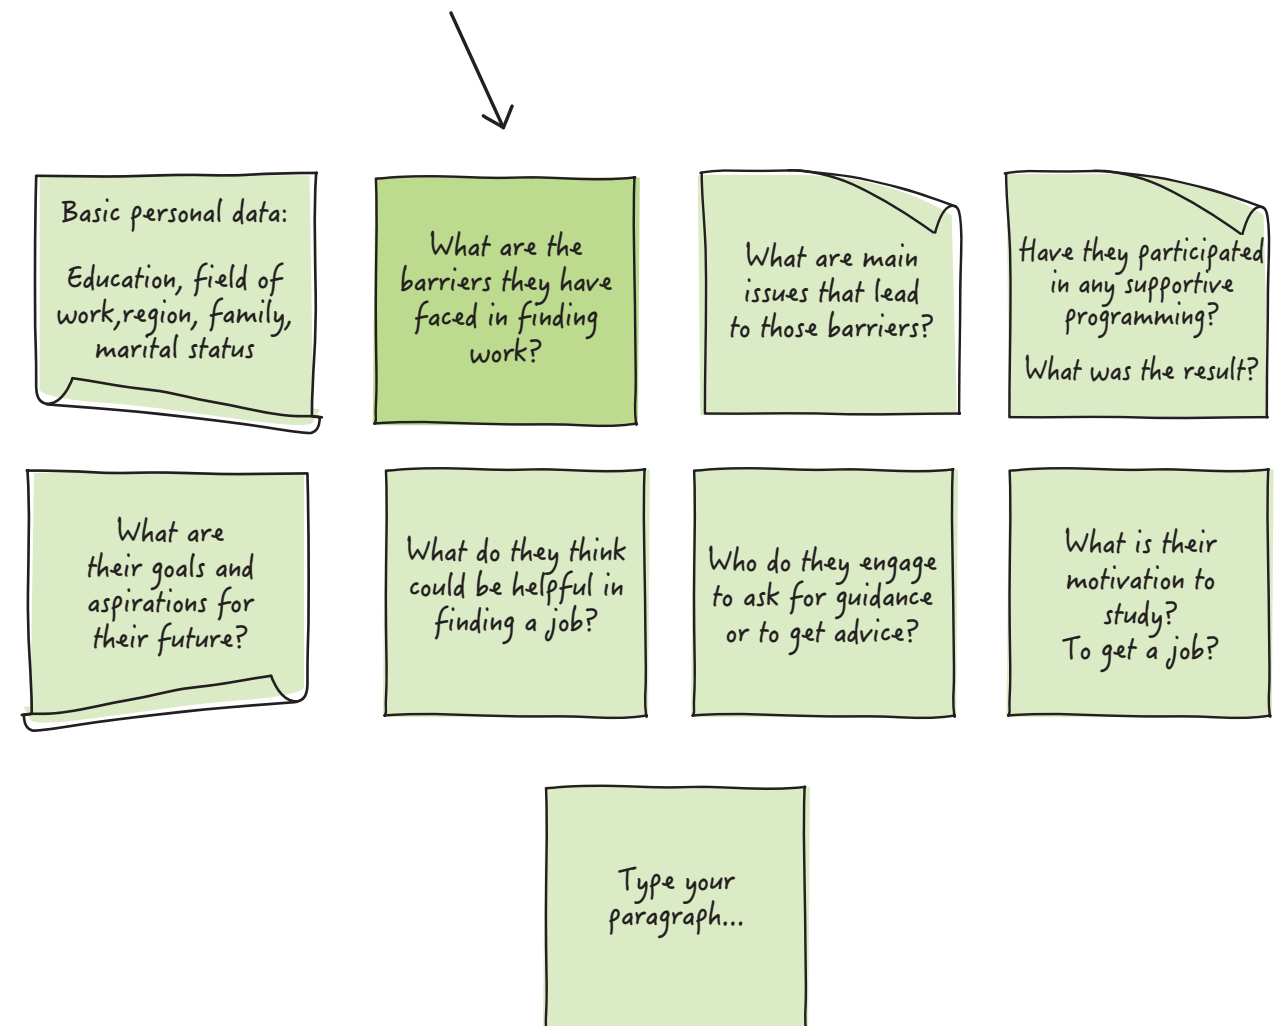 Basic personal data:
Education, field of
work,region, family,
marital status
What are the
barriers they have
faced in finding
work?
What are main
issues that lead
to those barriers?
Have they participated
in any supportive
programming?
What was the result?
What are
their goals and
aspirations for
their future?
What do they think
could be helpful in
finding a job?
Who do they engage
to ask for guidance
or to get advice?
What is their
motivation to
study?
To get a job?
Type your
paragraph...